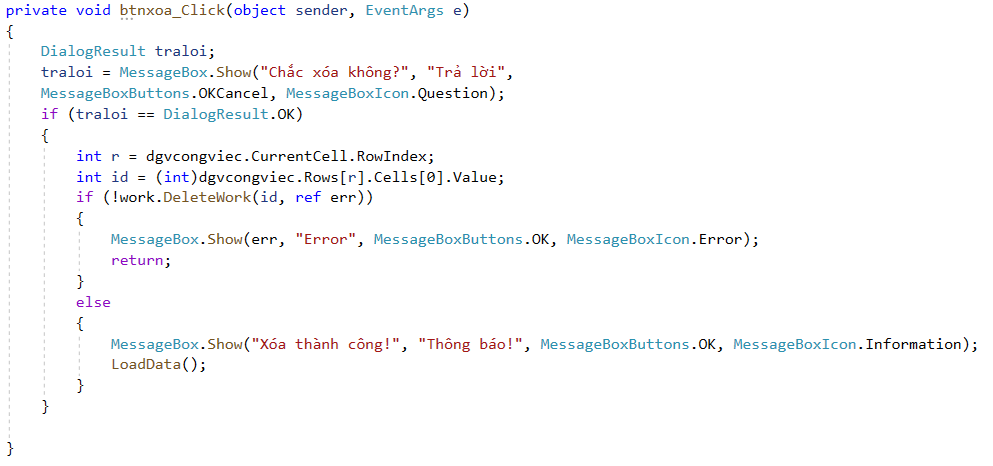 private void btnxoa_Click(object sender, EventArgs e)
{
DialogResult traloi;
traloi = MessageBox.Show("Chắc xóa không?", "Trả lời",
MessageBoxButtons.OKCancel, MessageBoxIcon.Question);
if (traloi == DialogResult.OK)
{
int r = dgvcongviec.CurrentCell.RowIndex;
int id = (int)dgvcongviec.Rows[r].Cells[0].Value;
if (!work.DeleteWork(id, ref err))
{
MessageBox.Show(err, "Error", MessageBoxButtons.OK, MessageBoxIcon.Error);
return;
}
else
{
MessageBox.Show("Xóa thành công!", "Thông báo!", MessageBoxButtons.OK, MessageBoxIcon.Information);
LoadData();
}
}
}